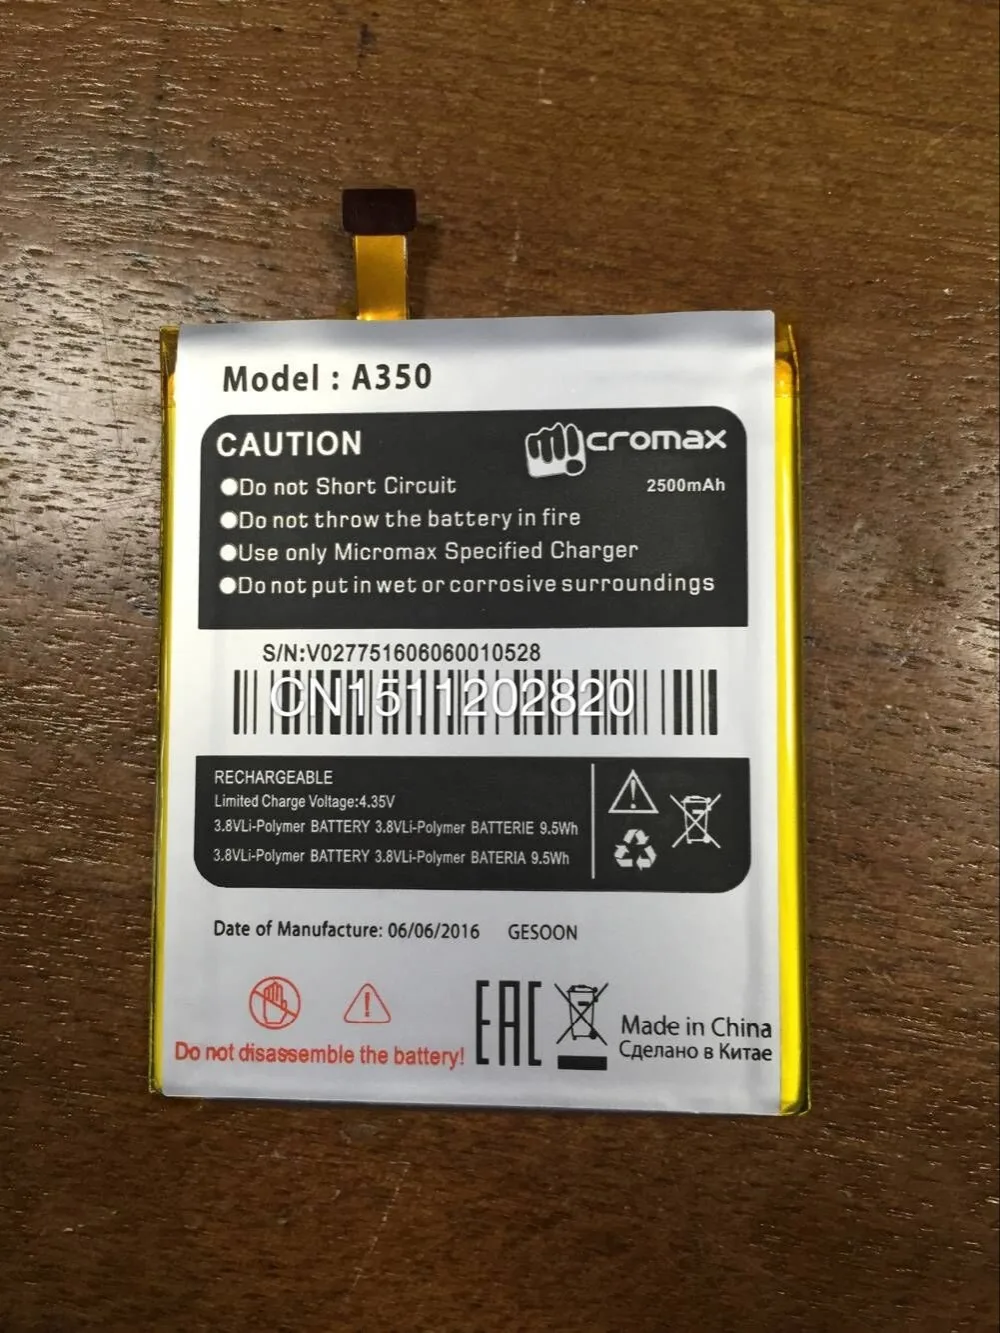 Model : A350
CAUTION
micromax
●Do not Short Circuit
2500mAh
●Do not throw the battery in fire
●Use only Micromax Specified Charger
●Do not put in wet or corrosive surroundings
S/N:V027751606060010528
CN1511202820
RECHARGEABLE
Limited Charge Voltage:4.35V
3.8VLi-Polymer BATTERY 3.8VLi-Polymer BATTERIE 9.5Wh
3.8VLi-Polymer BATTERY 3.8VLi-Polymer BATERIA 9.5Wh
Date of Manufacture: 06/06/2016 GESOON
Do not disassemble the battery!
EAC
Made in China
Сделано в Китае